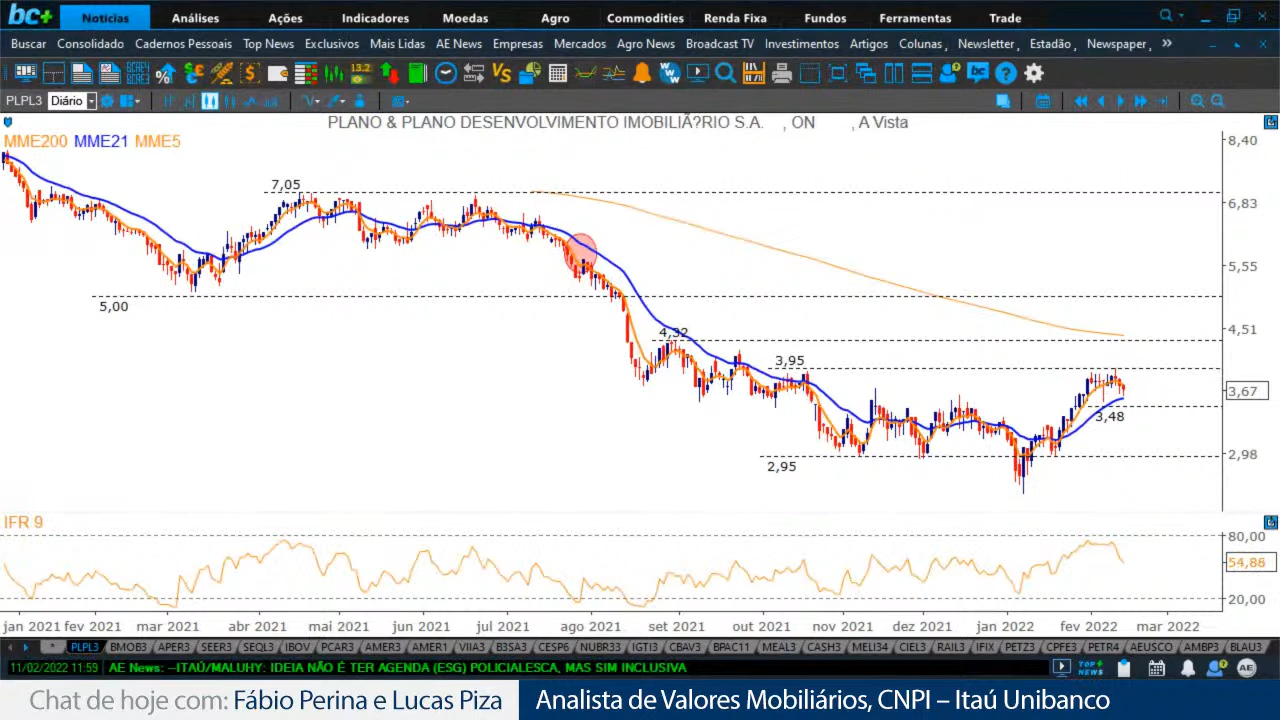 bc+ Notícias Análises Ações Indicadores Moedas Agro Commodities Renda Fixa Fundos Ferramentas Trade
Buscar Consolidado Cadernos Pessoais Top News Exclusivos Mais Lidas AE News Empresas Mercados Agro News Broadcast TV Investimentos Artigos Colunas Newsletter Estadão Newspaper »
PLPL3 Diário
PLANO & PLANO DESENVOLVIMENTO IMOBILIÃ?RIO S.A. , ON , A Vista
MME200 MME21 MME5
8,40
7,05
6,83
5,55
5,00
4,51
4,32
3,95
3,67
3,48
2,98
2,95
IFR 9
80,00
54,86
20,00
jan 2021 fev 2021 mar 2021 abr 2021 mai 2021 jun 2021 jul 2021 ago 2021 set 2021 out 2021 nov 2021 dez 2021 jan 2022 fev 2022 mar 2022
* PLPL3 BMOB3 APER3 SEER3 SEQL3 IBOV PCAR3 AMER3 AMER1 VIIA3 B3SA3 CESP6 NUBR33 IGTI3 CBAV3 BPAC11 MEAL3 CASH3 MELI34 CIEL3 RAIL3 IFIX PETZ3 CPFE3 PETR4 AESUCO AMBP3 BLAU3
11/02/2022 11:59 AE News: --ITAÚ/MALUHY: IDEIA NÃO É TER AGENDA (ESG) POLICIALESCA, MAS SIM INCLUSIVA TOP+ NEWS AE
Chat de hoje com: Fábio Perina e Lucas Piza Analista de Valores Mobiliários, CNPI – Itaú Unibanco